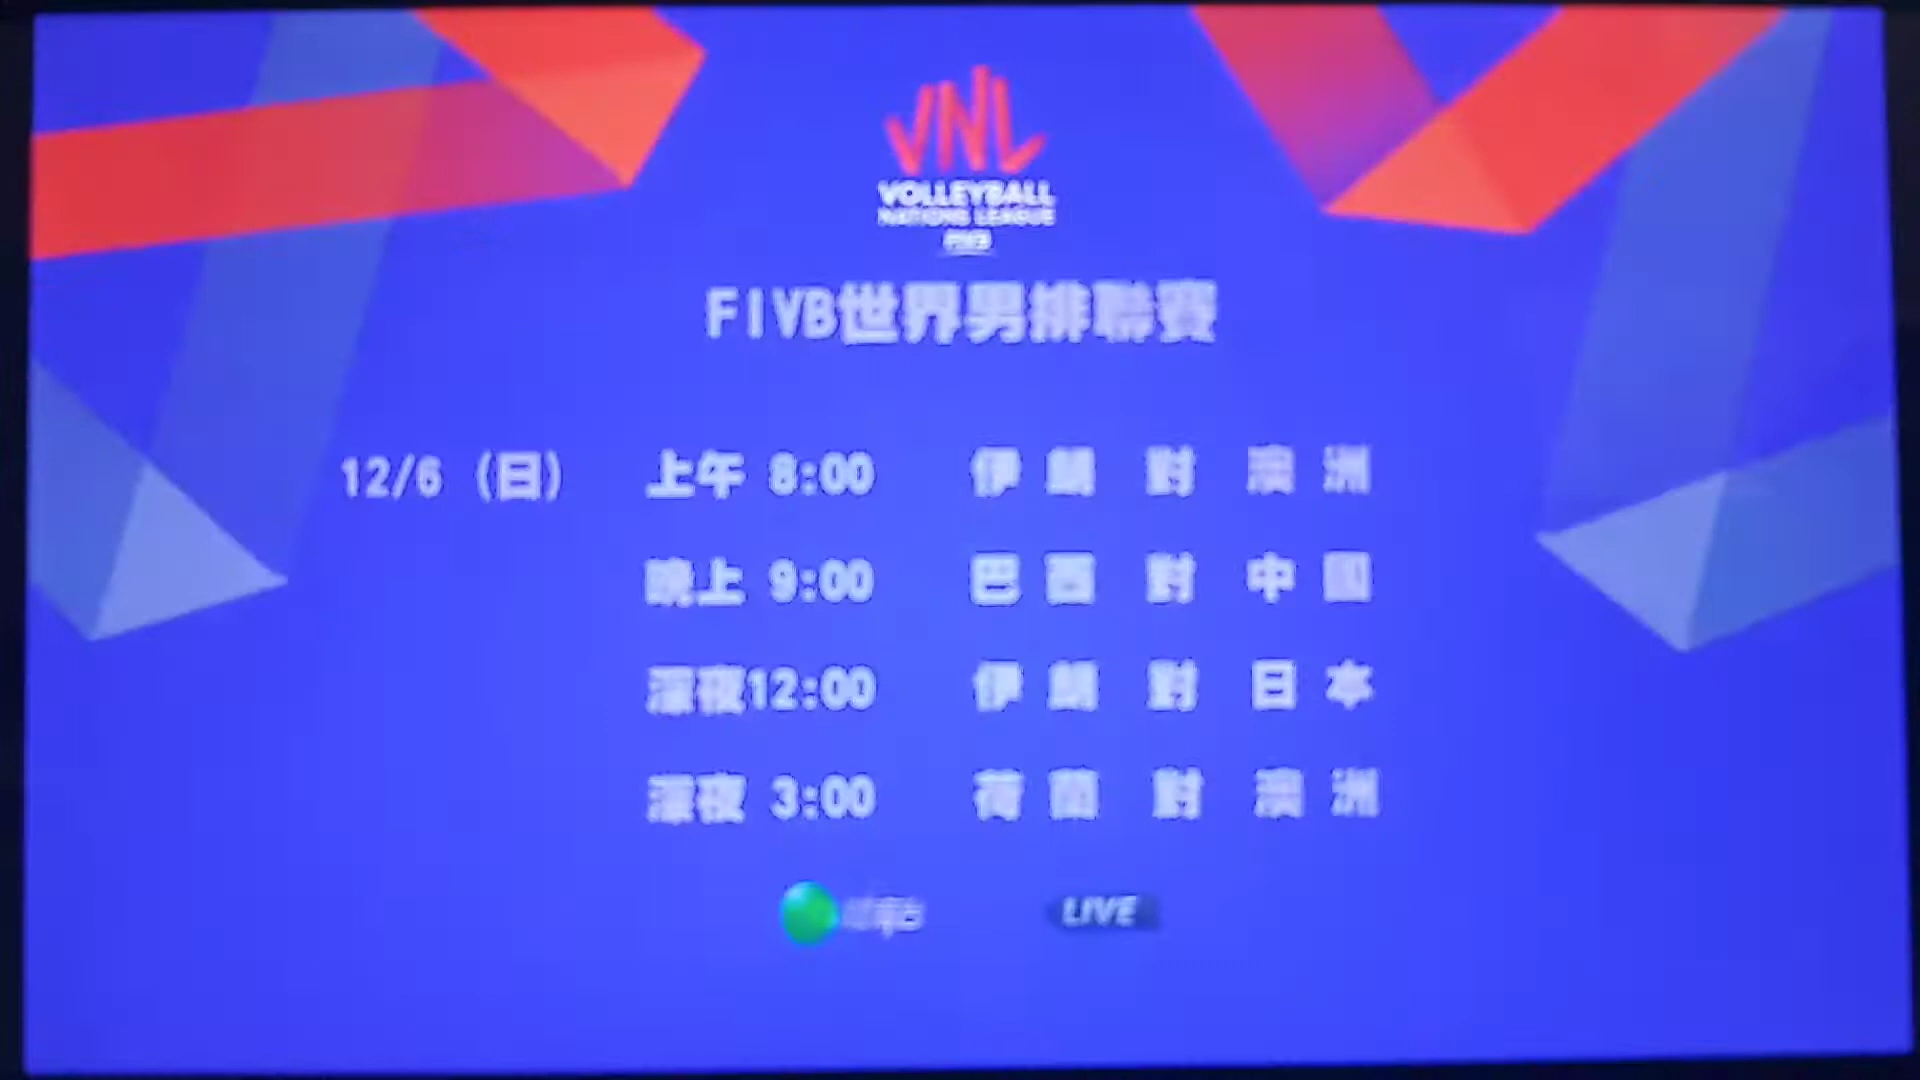 VNL
VOLLEYBALL
NATIONS LEAGUE
FIVB
FIVB世界男排聯賽
12/6 (日) 上午 8:00 伊朗 對 澳洲
晚上 9:00 巴西 對 中國
深夜12:00 伊朗 對 日本
深夜 3:00 荷蘭 對 澳洲
LIVE